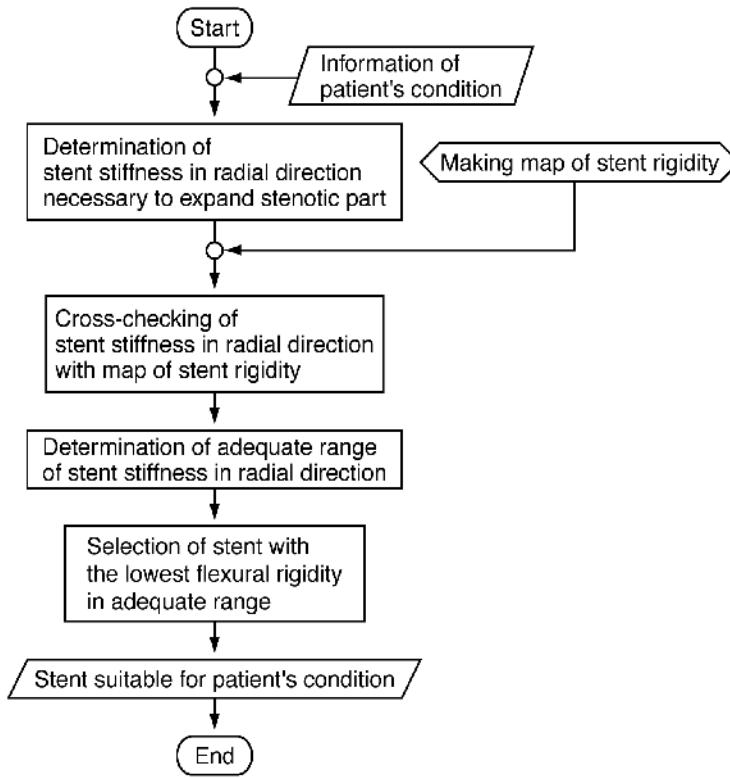 Start
Information of
patient's condition
Determination of
stent stiffness in radial direction
necessary to expand stenotic part
Making map of stent rigidity
Cross-checking of
stent stiffness in radial direction
with map of stent rigidity
Determination of adequate range
of stent stiffness in radial direction
Selection of stent with
the lowest flexural rigidity
in adequate range
Stent suitable for patient's condition
End